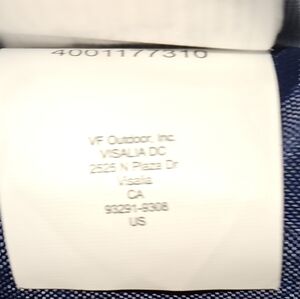 4001177310
VF Outdoor, Inc.
VISALIA DC
2525 N Plaza Dr
Visalia
CA
93291-9308
US